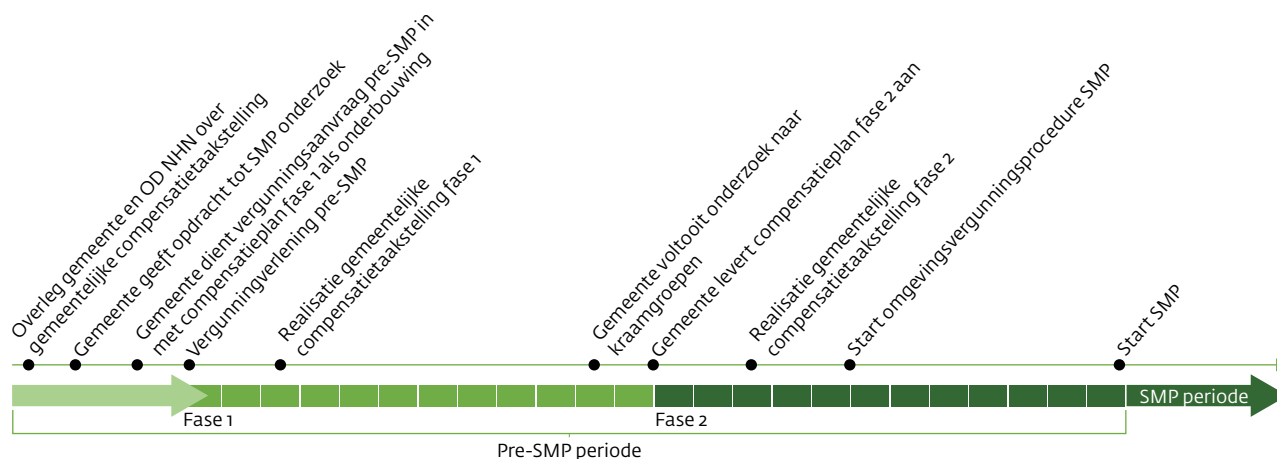 Overleg gemeente en OD NHN over
gemeentelijke compensatietaakstelling
Gemeente geeft opdracht tot SMP onderzoek
Gemeente dient vergunningsaanvraag pre-SMP in
met compensatieplan fase 1 als onderbouwing
Vergunningverlening pre-SMP
Realisatie gemeentelijke
compensatietaakstelling fase 1
Gemeente voltooit onderzoek naar
kraamgroepen
Gemeente levert compensatieplan fase 2 aan
Realisatie gemeentelijke
compensatietaakstelling fase 2
Start omgevingsvergunningsprocedure SMP
Start SMP
SMP periode
Fase 1
Fase 2
Pre-SMP periode